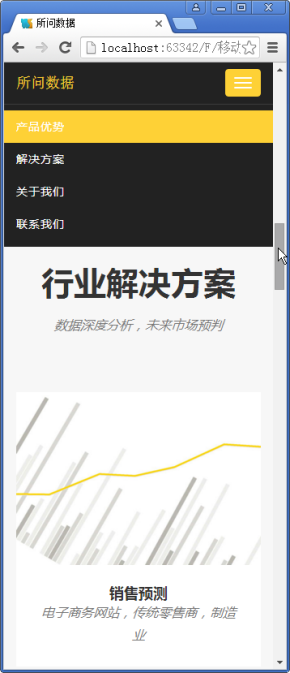 所问数据
localhost:63342/F/移动
所问数据
产品优势
解决方案
关于我们
联系我们
行业解决方案
数据深度分析，未来市场预判
销售预测
电子商务网站，传统零售商，制造
业